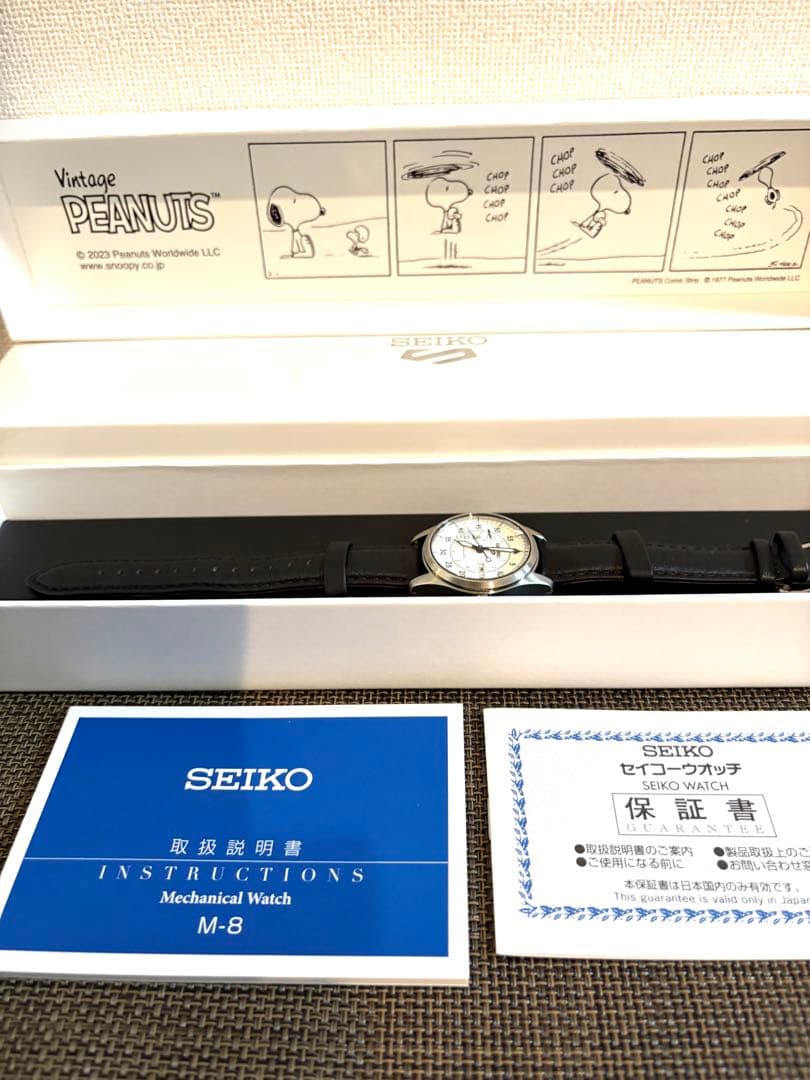 Vintage
PEANUTS™
© 2023 Peanuts Worldwide LLC
www.snoopy.co.jp
CHOP
CHOP
CHOP
CHOP
CHOP
CHOP
CHOP
CHOP
CHOP
CHOP
CHOP
CHOP
CHOP
CHOP
PEANUTS Comic Strip © 1977 Peanuts Worldwide LLC
SEIKO
SEIKO
取扱説明書
INSTRUCTIONS
Mechanical Watch
M-8
SEIKO
セイコーウオッチ
SEIKO WATCH
保証書
GUARANTEE
●取扱説明書のご案内 ●製品取扱上のご
●ご使用になる前に ●お問い合わせ窓
本保証書は日本国内のみ有効です。
This guarantee is valid only in Japan